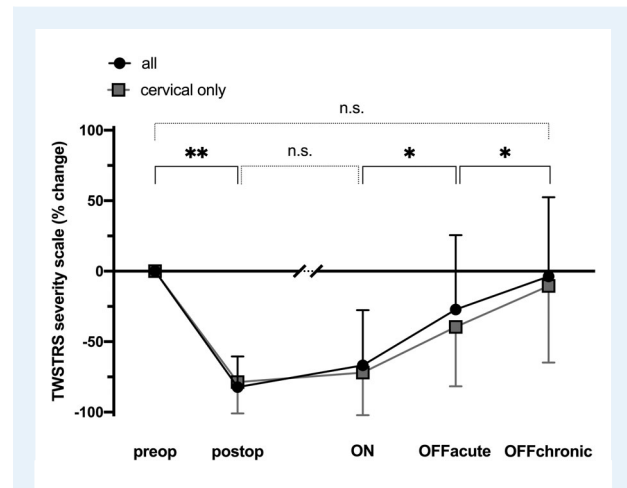 all
cervical only
n.s.
** n.s. * *
TWSTRS severity scale (% change)
100
50
0
-50
-100
preop postop ON OFFacute OFFchronic